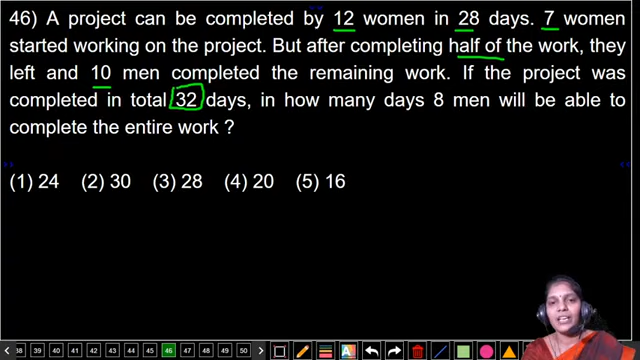 46) A project can be completed by 12 women in 28 days. 7 women
started working on the project. But after completing half of the work, they
left and 10 men completed the remaining work. If the project was
completed in total 32 days, in how many days 8 men will be able to
complete the entire work ?
(1) 24 (2) 30 (3) 28 (4) 20 (5) 16
38 39 40 41 42 43 44 45 46 47 48 49 50